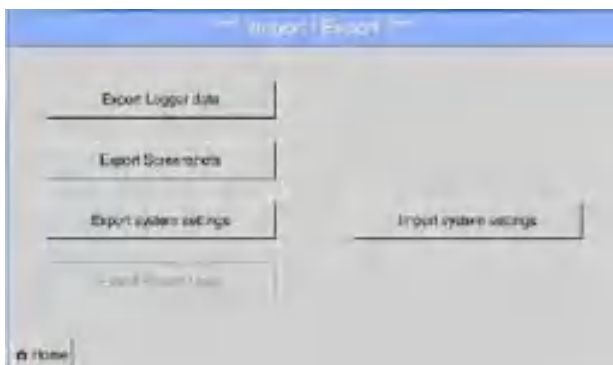 *** Import / Export ***
Export Logger data
Export Screenshots
Export system settings
Import system settings
Home